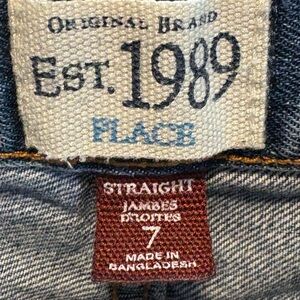 ORIGINAL BRAND
EST. 1989
PLACE
STRAIGHT
JAMBES
DROITES
7
MADE IN
BANGLADESH